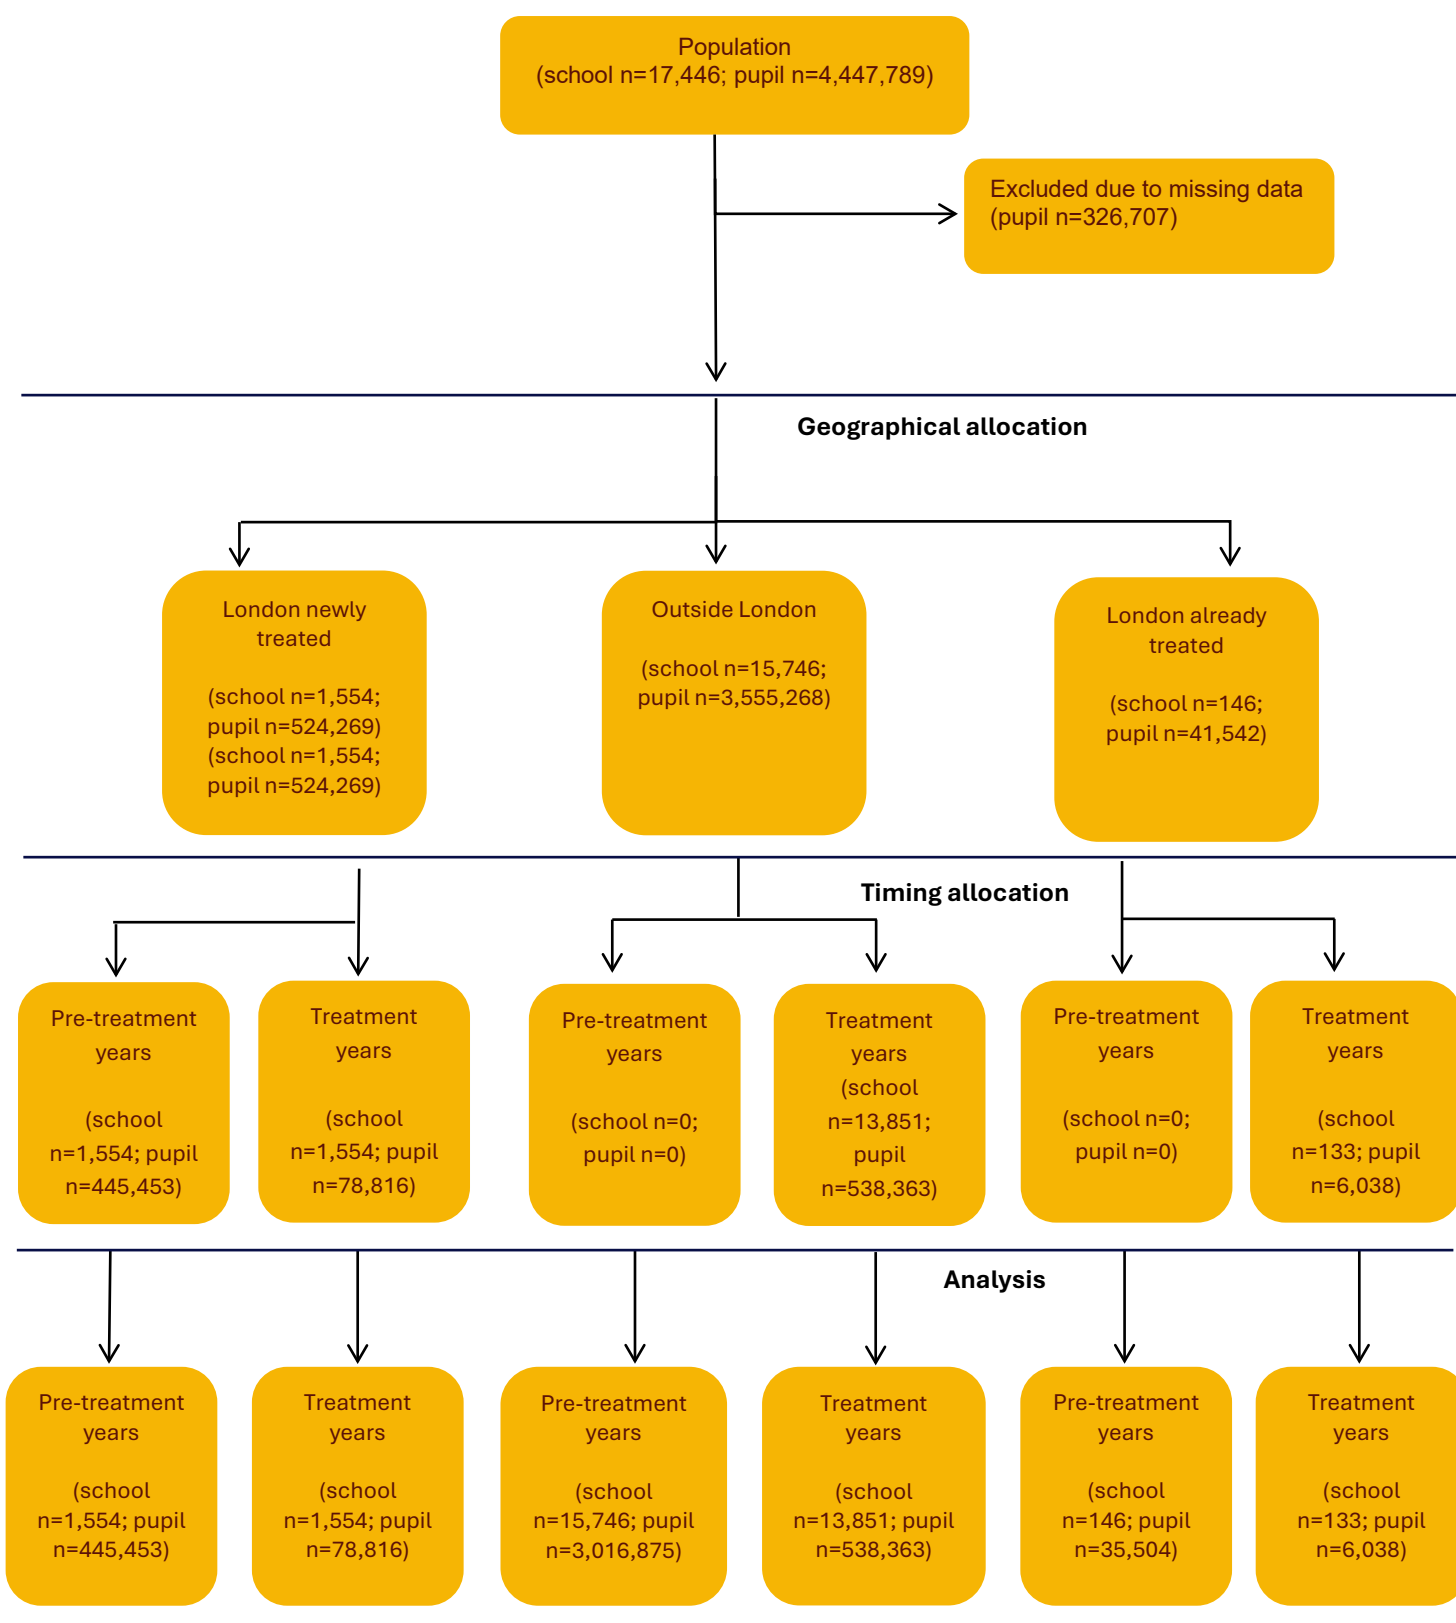 Population
(school n=17,446; pupil n=4,447,789)
Excluded due to missing data
(pupil n=326,707)
Geographical allocation
London newly
treated
(school n=1,554;
pupil n=524,269)
(school n=1,554;
pupil n=524,269)
Outside London
(school n=15,746;
pupil n=3,555,268)
London already
treated
(school n=146;
pupil n=41,542)
Timing allocation
Pre-treatment
years
(school
n=1,554; pupil
n=445,453)
Treatment
years
(school
n=1,554; pupil
n=78,816)
Pre-treatment
years
(school n=0;
pupil n=0)
Treatment
years
(school
n=13,851;
pupil
n=538,363)
Pre-treatment
years
(school n=0;
pupil n=0)
Treatment
years
(school
n=133; pupil
n=6,038)
Analysis
Pre-treatment
years
(school
n=1,554; pupil
n=445,453)
Treatment
years
(school
n=1,554; pupil
n=78,816)
Pre-treatment
years
(school
n=15,746; pupil
n=3,016,875)
Treatment
years
(school
n=13,851; pupil
n=538,363)
Pre-treatment
years
(school
n=146; pupil
n=35,504)
Treatment
years
(school
n=133; pupil
n=6,038)